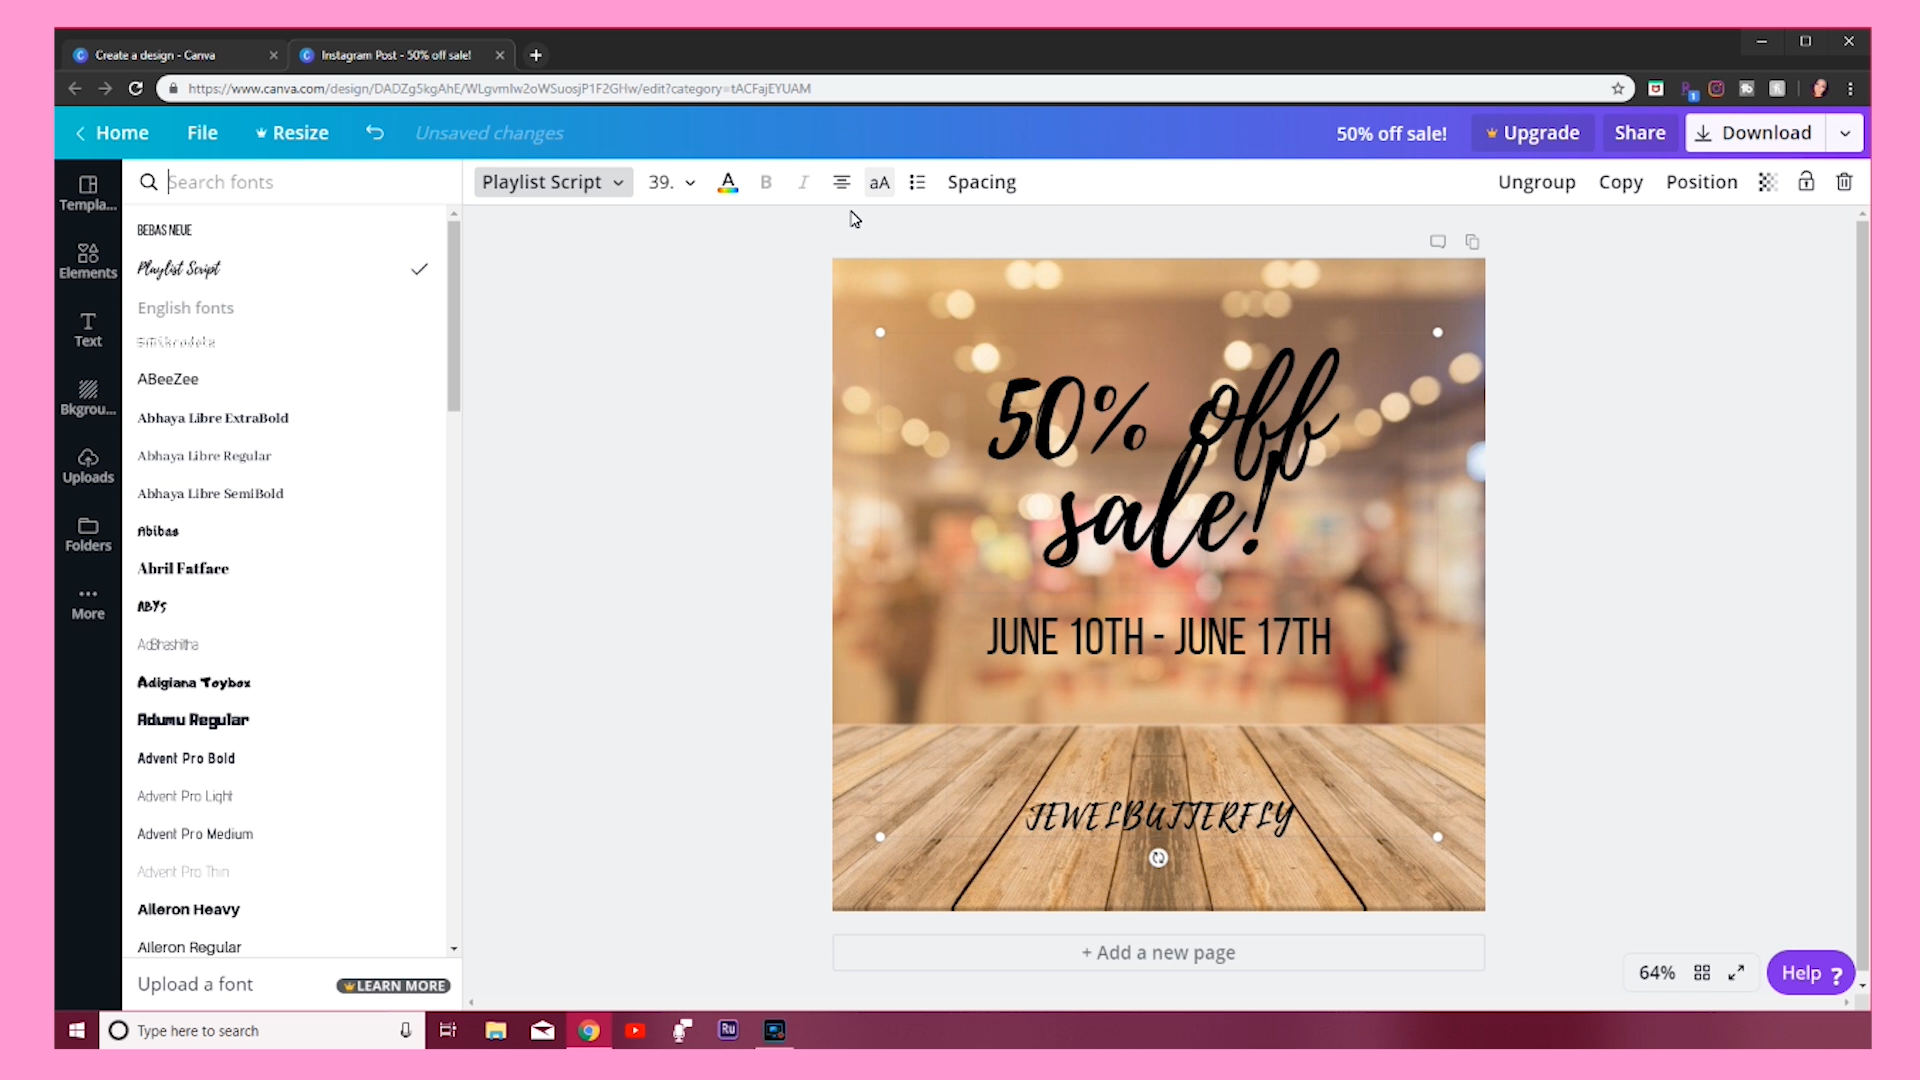 Create a design - Canva
Instagram Post - 50% off sale!
https://www.canva.com/design/DADZg5kgAhE/WLgvmIw2oWSuosjP1F2GHw/edit?category=tACFajEYUAM
Home File Resize Unsaved changes 50% off sale! Upgrade Share Download
Search fonts
Playlist Script 39. A B I aA Spacing Ungroup Copy Position
Templa...
Elements
Text
Bkgrou...
Uploads
Folders
More
BEBAS NEUE
Playlist Script
English fonts
ABeeZee
Abhaya Libre ExtraBold
Abhaya Libre Regular
Abhaya Libre SemiBold
Abibas
Abril Fatface
ABYS
AdBhashitha
Adigiana Toybox
Adumu Regular
Advent Pro Bold
Advent Pro Light
Advent Pro Medium
Advent Pro Thin
Aileron Heavy
Aileron Regular
Upload a font LEARN MORE
50% off
sale!
JUNE 10TH - JUNE 17TH
JEWELBUTTERFLY
+ Add a new page
64%
Help ?
Type here to search
Ru